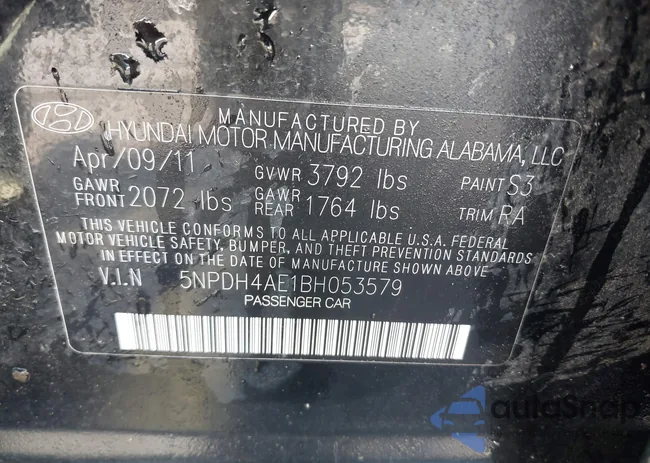 MANUFACTURED BY
HYUNDAI MOTOR MANUFACTURING ALABAMA, LLC
Apr/09/11 GVWR 3792 lbs PAINT S3
GAWR FRONT 2072 lbs GAWR REAR 1764 lbs TRIM RA
THIS VEHICLE CONFORMS TO ALL APPLICABLE U.S.A. FEDERAL
MOTOR VEHICLE SAFETY, BUMPER, AND THEFT PREVENTION STANDARDS
IN EFFECT ON THE DATE OF MANUFACTURE SHOWN ABOVE
V.I.N 5NPDH4AE1BH053579
PASSENGER CAR
autoSnap